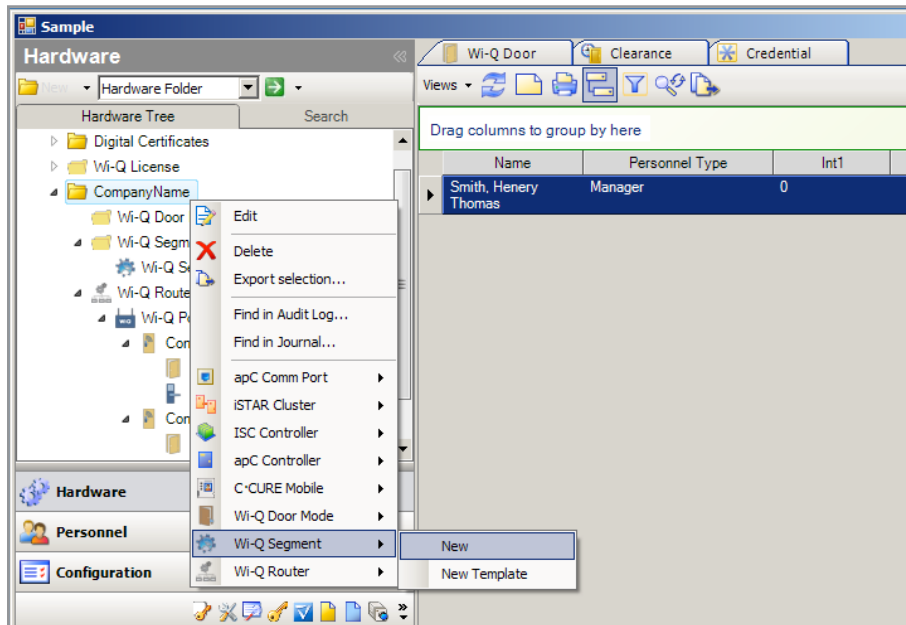 Sample
Hardware
New
Hardware Folder
Hardware Tree
Search
Digital Certificates
Wi-Q License
CompanyName
Wi-Q Door
Wi-Q Segm
Wi-Q Se
Wi-Q Route
Wi-Q P
Con
Con
Hardware
Personnel
Configuration
Edit
Delete
Export selection...
Find in Audit Log...
Find in Journal...
apC Comm Port
iSTAR Cluster
ISC Controller
apC Controller
C•CURE Mobile
Wi-Q Door Mode
Wi-Q Segment
Wi-Q Router
New
New Template
Wi-Q Door
Clearance
Credential
Views
Drag columns to group by here
Name Personnel Type Int1
Smith, Henery Manager 0
Thomas